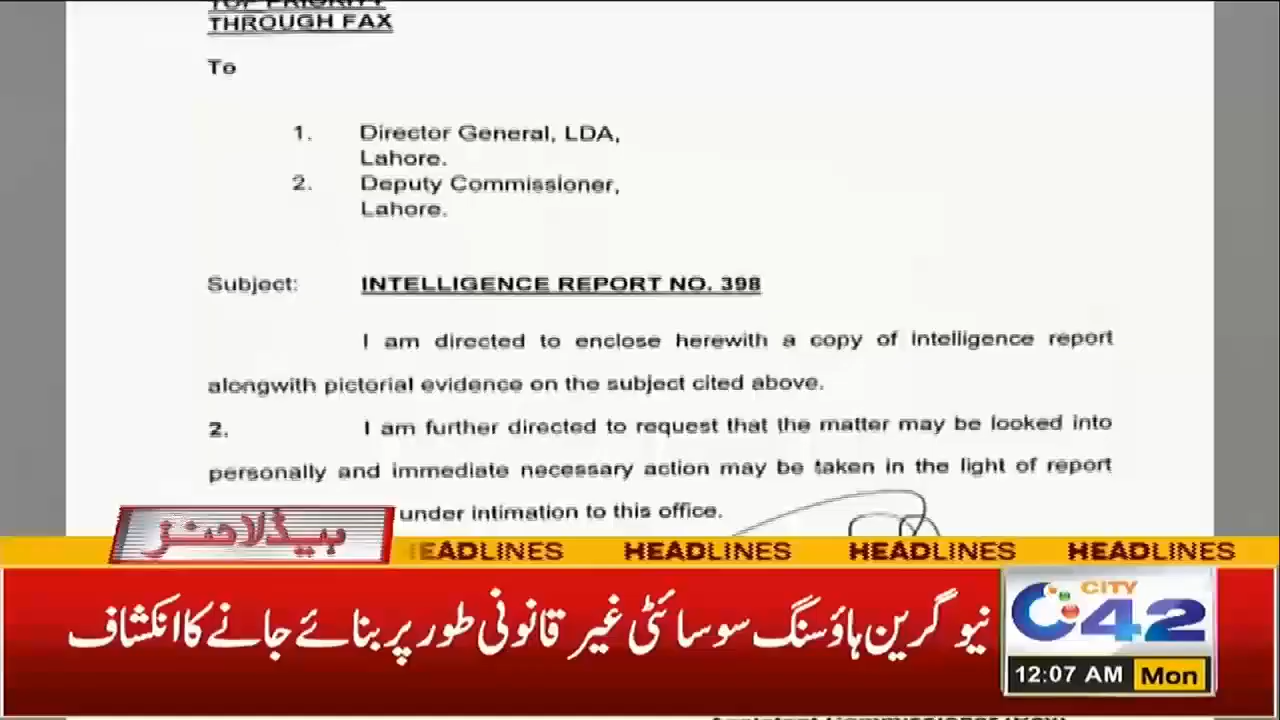 TOP PRIORITY
THROUGH FAX
To
1. Director General, LDA,
Lahore.
2. Deputy Commissioner,
Lahore.
Subject: INTELLIGENCE REPORT NO. 398
I am directed to enclose herewith a copy of intelligence report
alongwith pictorial evidence on the subject cited above.
2. I am further directed to request that the matter may be looked into
personally and immediate necessary action may be taken in the light of report
under intimation to this office.
ہیڈلائنز
EADLINES HEADLINES HEADLINES HEADLINES
نیو گرین ہاؤسنگ سوسائٹی غیر قانونی طور پر بنائے جانے کا انکشاف
CITY
42
12:07 AM Mon